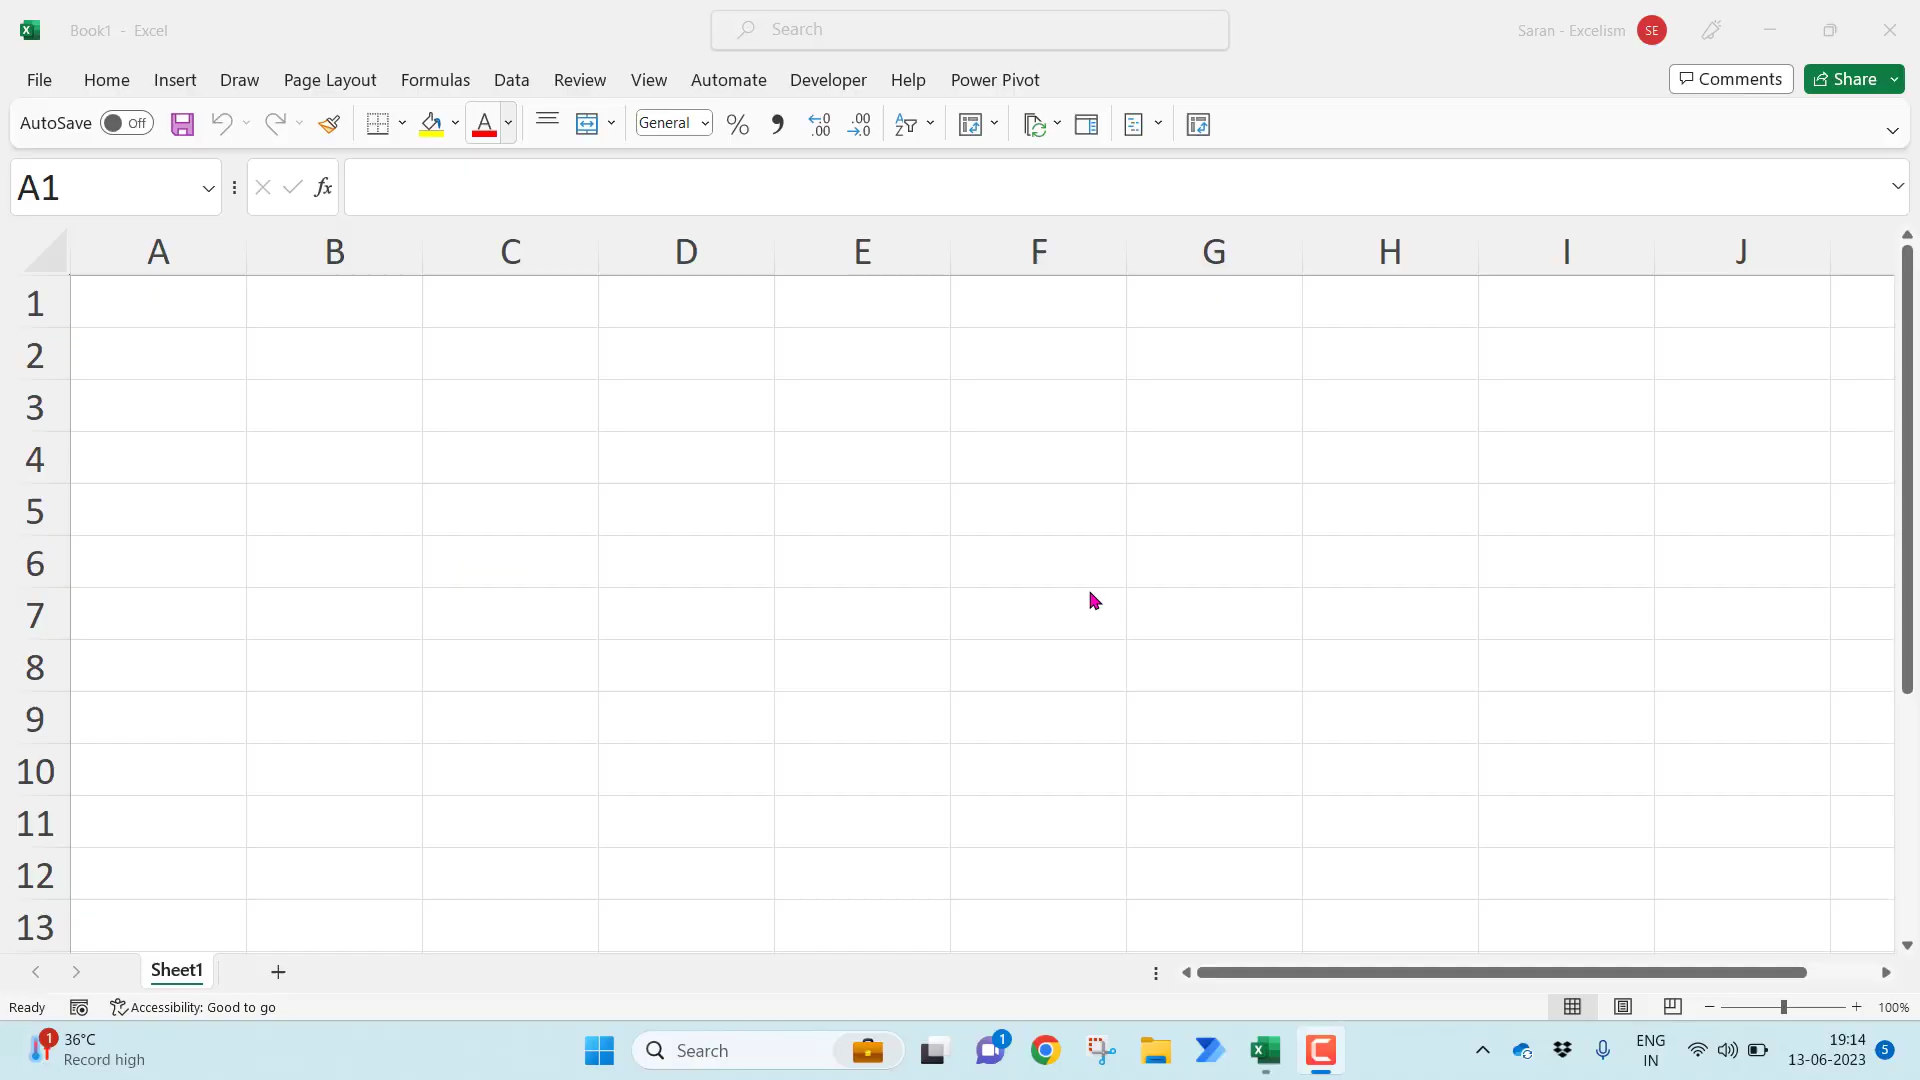 Book1 - Excel
Search
Saran - Excelism
SE
File Home Insert Draw Page Layout Formulas Data Review View Automate Developer Help Power Pivot
Comments
Share
AutoSave Off
General
A1
fx
A B C D E F G H I J
1
2
3
4
5
6
7
8
9
10
11
12
13
Sheet1
Ready
Accessibility: Good to go
100%
1
36°C
Record high
Search
1
ENG
IN
19:14
13-06-2023
5